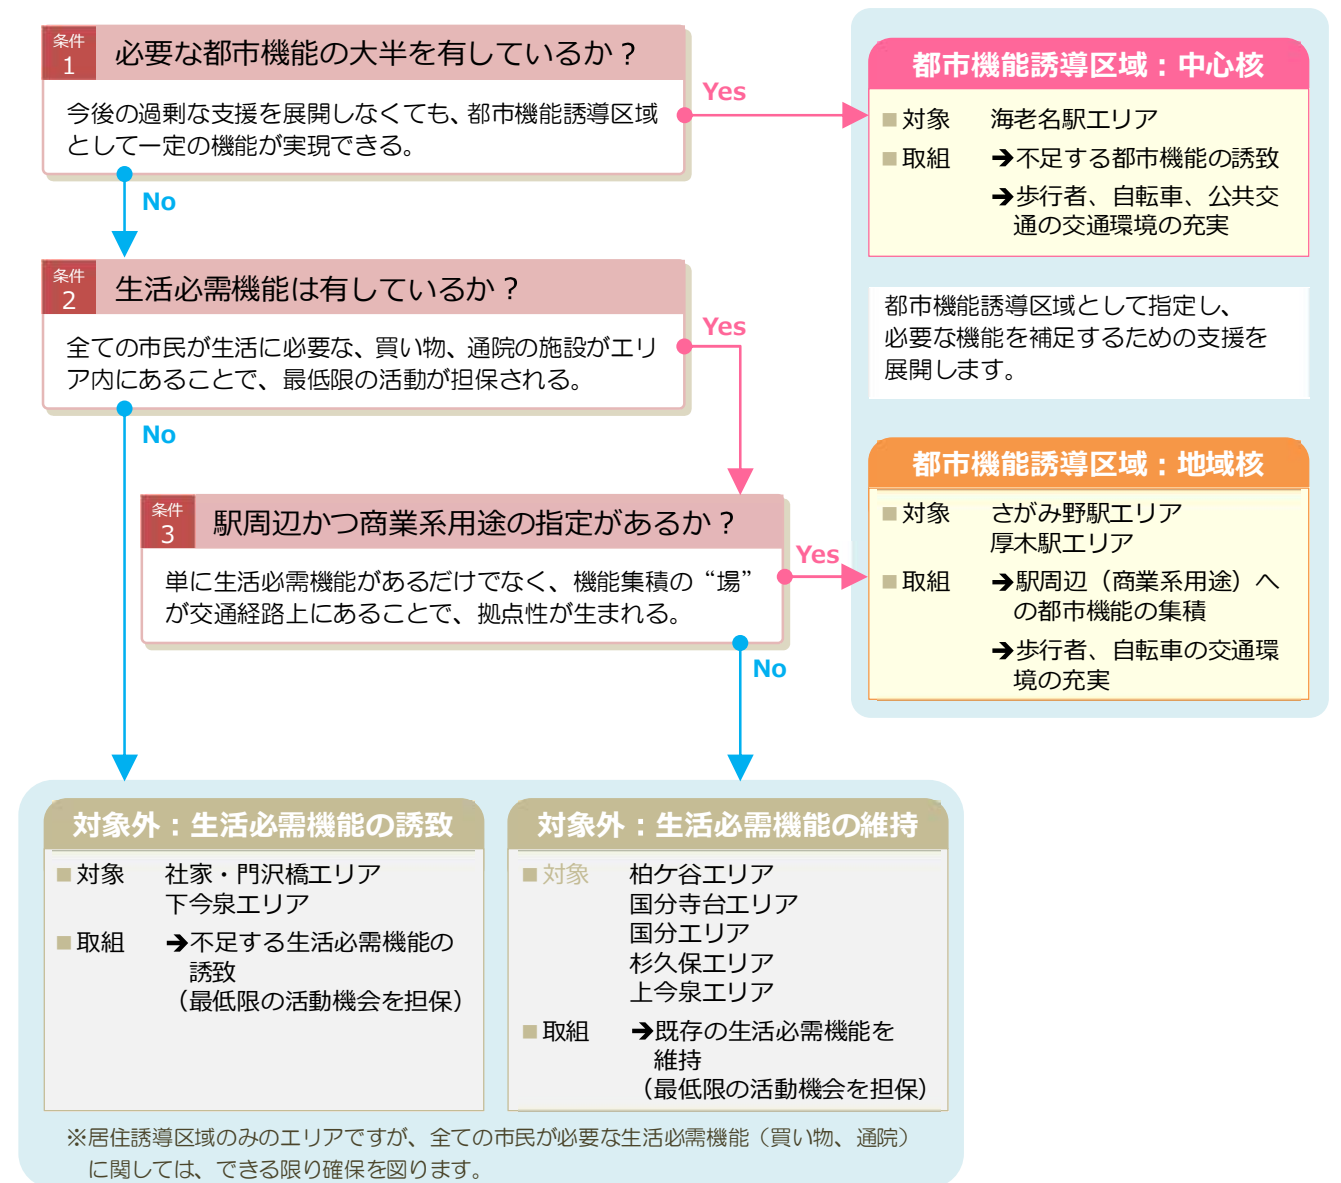 条件
1
必要な都市機能の大半を有しているか？
今後の過剰な支援を展開しなくても、都市機能誘導区域
として一定の機能が実現できる。
Yes
No
都市機能誘導区域：中心核
■対象 海老名駅エリア
■取組 ➔不足する都市機能の誘致
➔歩行者、自転車、公共交
通の交通環境の充実
条件
2
生活必需機能は有しているか？
全ての市民が生活に必要な、買い物、通院の施設がエリ
ア内にあることで、最低限の活動が担保される。
Yes
No
都市機能誘導区域として指定し、
必要な機能を補足するための支援を
展開します。
条件
3
駅周辺かつ商業系用途の指定があるか？
単に生活必需機能があるだけでなく、機能集積の“場”
が交通経路上にあることで、拠点性が生まれる。
Yes
No
都市機能誘導区域：地域核
■対象 さがみ野駅エリア
厚木駅エリア
■取組 ➔駅周辺（商業系用途）へ
の都市機能の集積
➔歩行者、自転車の交通環
境の充実
対象外：生活必需機能の誘致
■対象 社家・門沢橋エリア
下今泉エリア
■取組 ➔不足する生活必需機能の
誘致
（最低限の活動機会を担保）
対象外：生活必需機能の維持
■対象 柏ケ谷エリア
国分寺台エリア
国分エリア
杉久保エリア
上今泉エリア
■取組 ➔既存の生活必需機能を
維持
（最低限の活動機会を担保）
※居住誘導区域のみのエリアですが、全ての市民が必要な生活必需機能（買い物、通院）
に関しては、できる限り確保を図ります。